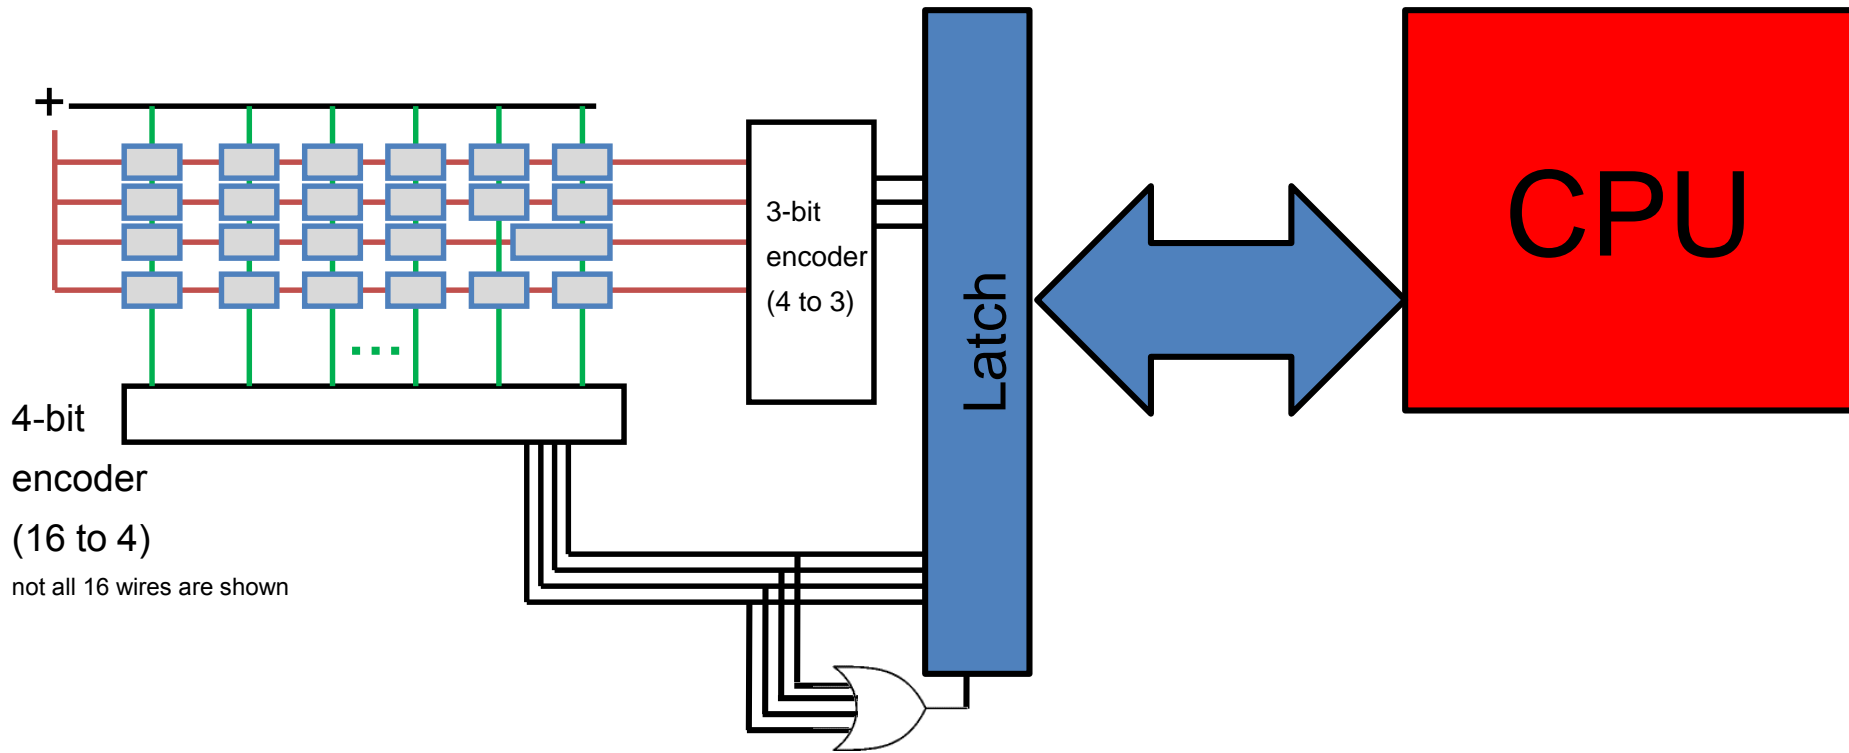 +
3-bit
encoder
(4 to 3)
Latch
CPU
...
4-bit
encoder
(16 to 4)
not all 16 wires are shown